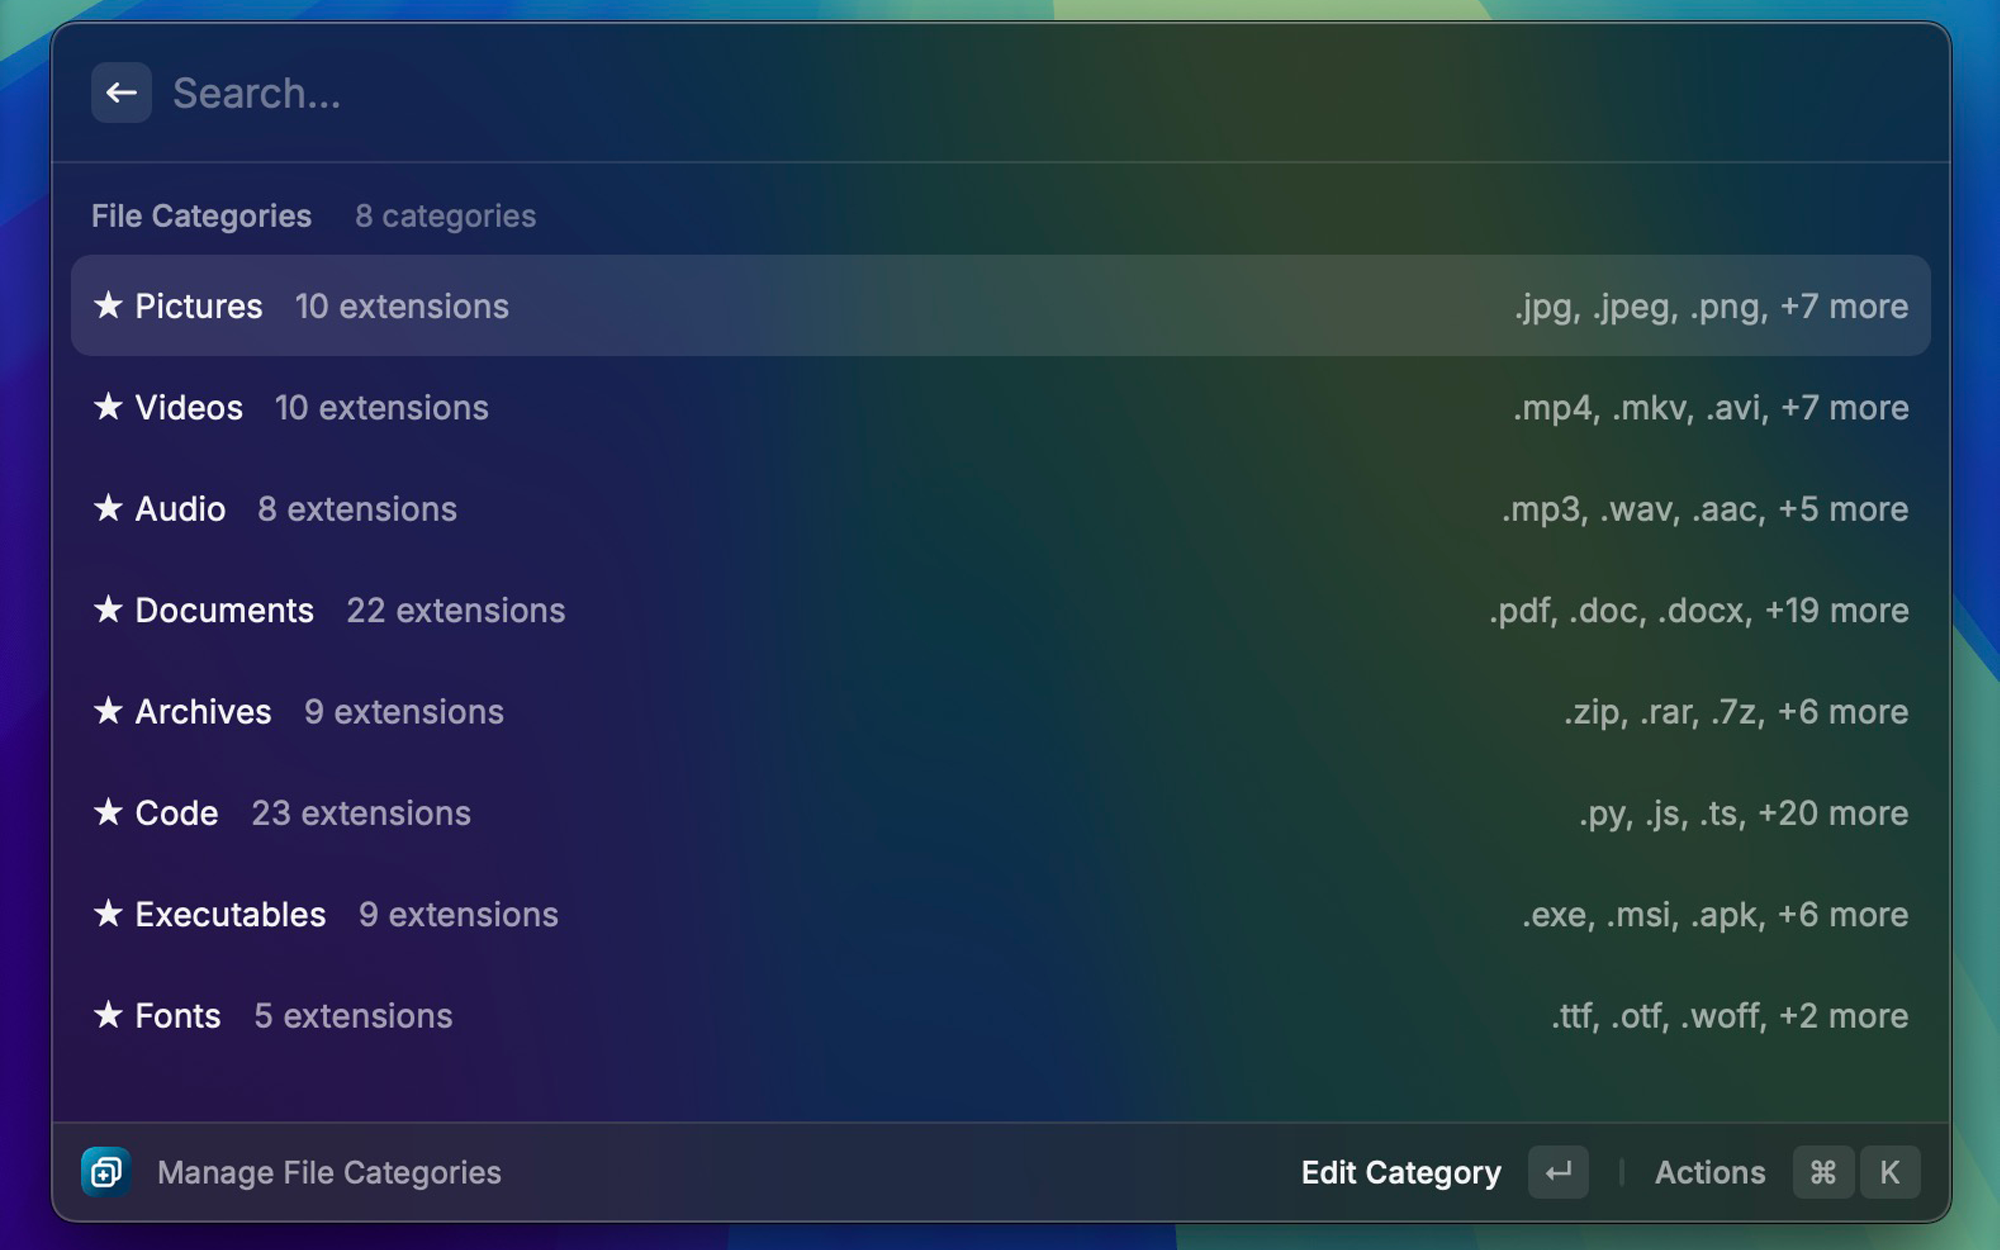 Search...
File Categories 8 categories
★ Pictures 10 extensions .jpg, .jpeg, .png, +7 more
★ Videos 10 extensions .mp4, .mkv, .avi, +7 more
★ Audio 8 extensions .mp3, .wav, .aac, +5 more
★ Documents 22 extensions .pdf, .doc, .docx, +19 more
★ Archives 9 extensions .zip, .rar, .7z, +6 more
★ Code 23 extensions .py, .js, .ts, +20 more
★ Executables 9 extensions .exe, .msi, .apk, +6 more
★ Fonts 5 extensions .ttf, .otf, .woff, +2 more
Manage File Categories Edit Category ↵ Actions ⌘ K